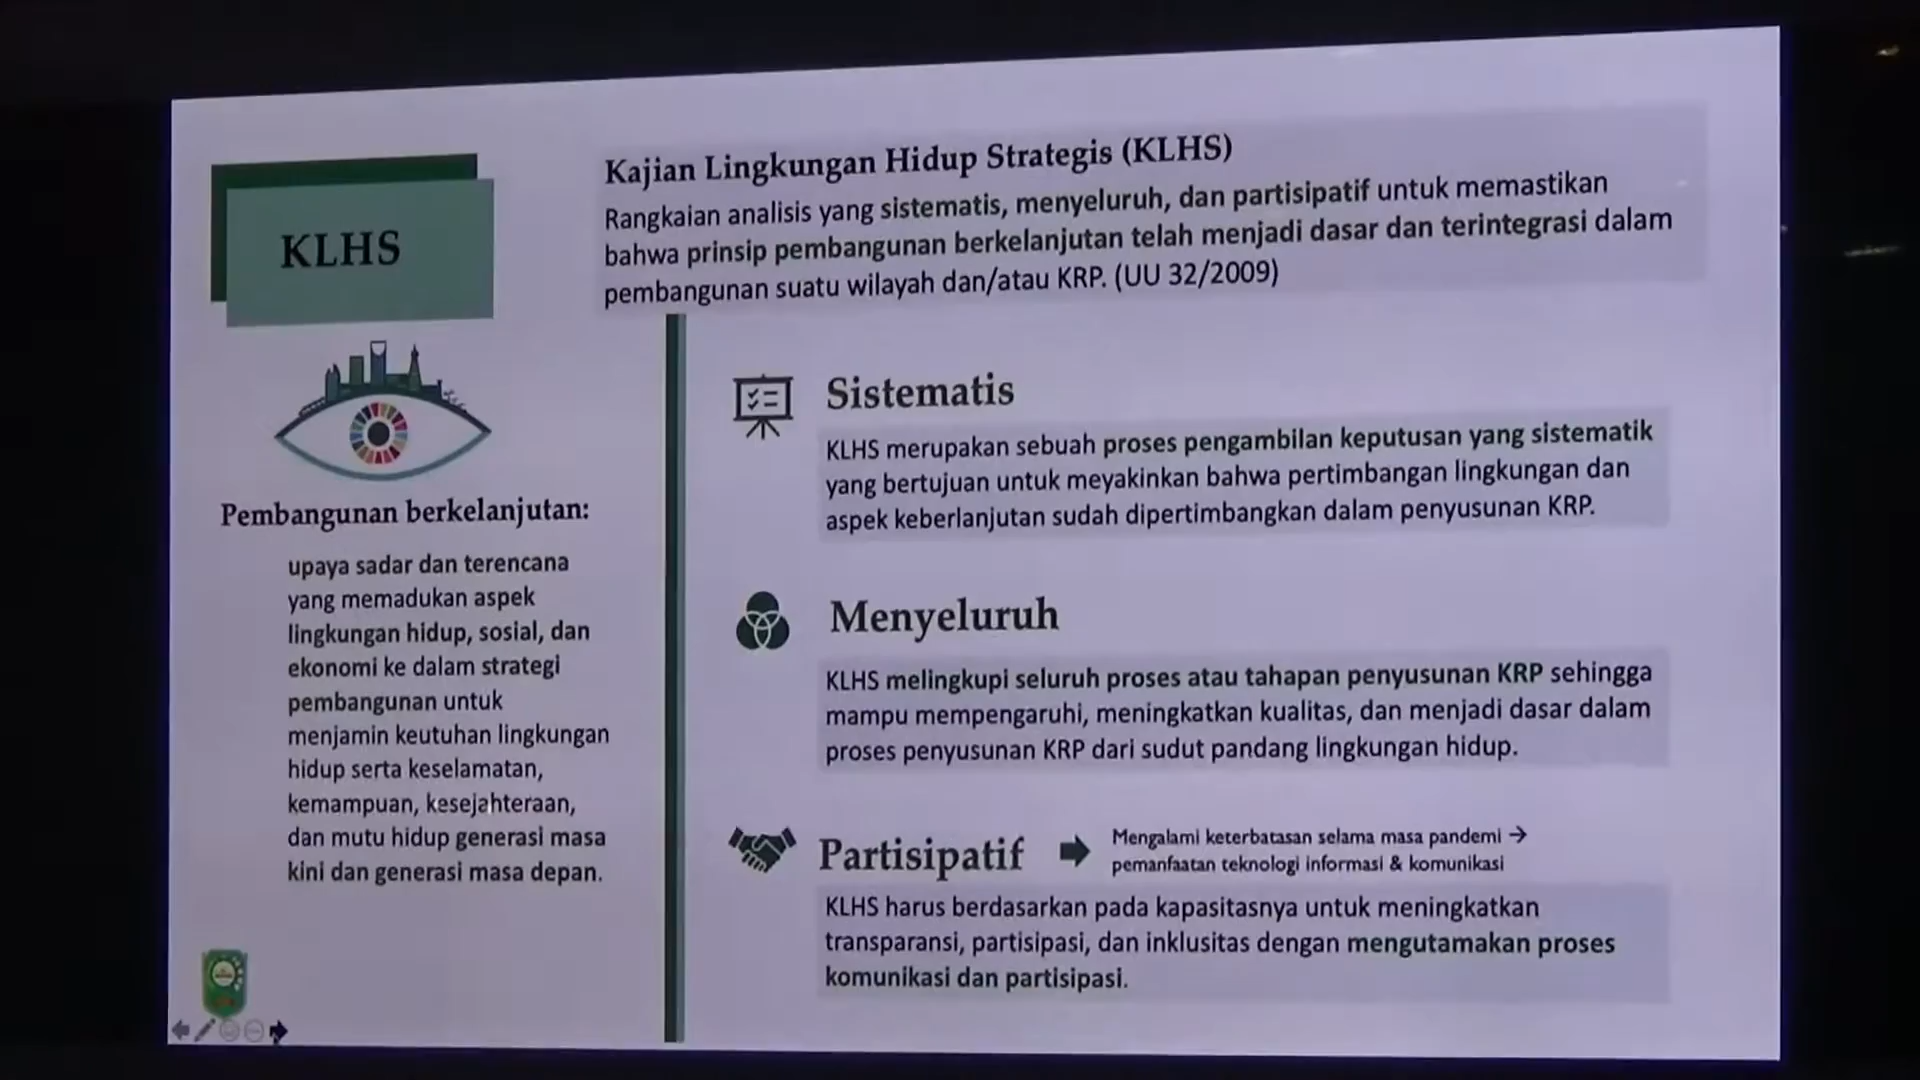 KLHS
Kajian Lingkungan Hidup Strategis (KLHS)
Rangkaian analisis yang sistematis, menyeluruh, dan partisipatif untuk memastikan
bahwa prinsip pembangunan berkelanjutan telah menjadi dasar dan terintegrasi dalam
pembangunan suatu wilayah dan/atau KRP. (UU 32/2009)
Pembangunan berkelanjutan:
upaya sadar dan terencana
yang memadukan aspek
lingkungan hidup, sosial, dan
ekonomi ke dalam strategi
pembangunan untuk
menjamin keutuhan lingkungan
hidup serta keselamatan,
kemampuan, kesejahteraan,
dan mutu hidup generasi masa
kini dan generasi masa depan.
Sistematis
KLHS merupakan sebuah proses pengambilan keputusan yang sistematik
yang bertujuan untuk meyakinkan bahwa pertimbangan lingkungan dan
aspek keberlanjutan sudah dipertimbangkan dalam penyusunan KRP.
Menyeluruh
KLHS melingkupi seluruh proses atau tahapan penyusunan KRP sehingga
mampu mempengaruhi, meningkatkan kualitas, dan menjadi dasar dalam
proses penyusunan KRP dari sudut pandang lingkungan hidup.
Partisipatif
Mengalami keterbatasan selama masa pandemi →
pemanfaatan teknologi informasi & komunikasi
KLHS harus berdasarkan pada kapasitasnya untuk meningkatkan
transparansi, partisipasi, dan inklusitas dengan mengutamakan proses
komunikasi dan partisipasi.